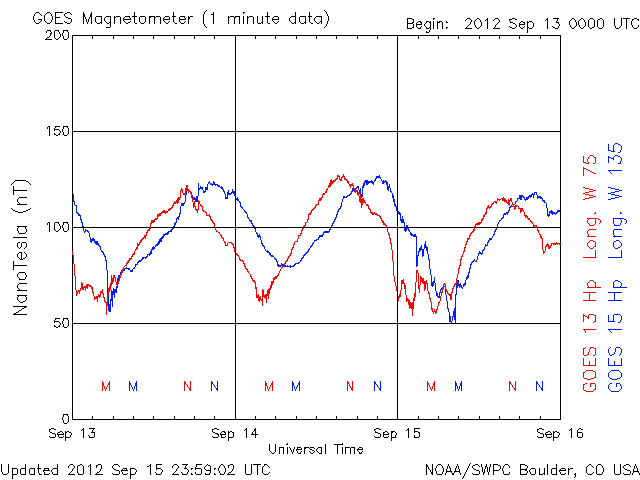 GOES Magnetometer (1 minute data)
Begin: 2012 Sep 13 0000 UTC
200
150
100
50
0
NanoTesla (nT)
M M N N M M N N M M N N
Sep 13 Sep 14 Sep 15 Sep 16
Universal Time
GOES 13 Hp Long. W 75
GOES 15 Hp Long. W 135
Updated 2012 Sep 15 23:59:02 UTC
NOAA/SWPC Boulder, CO USA